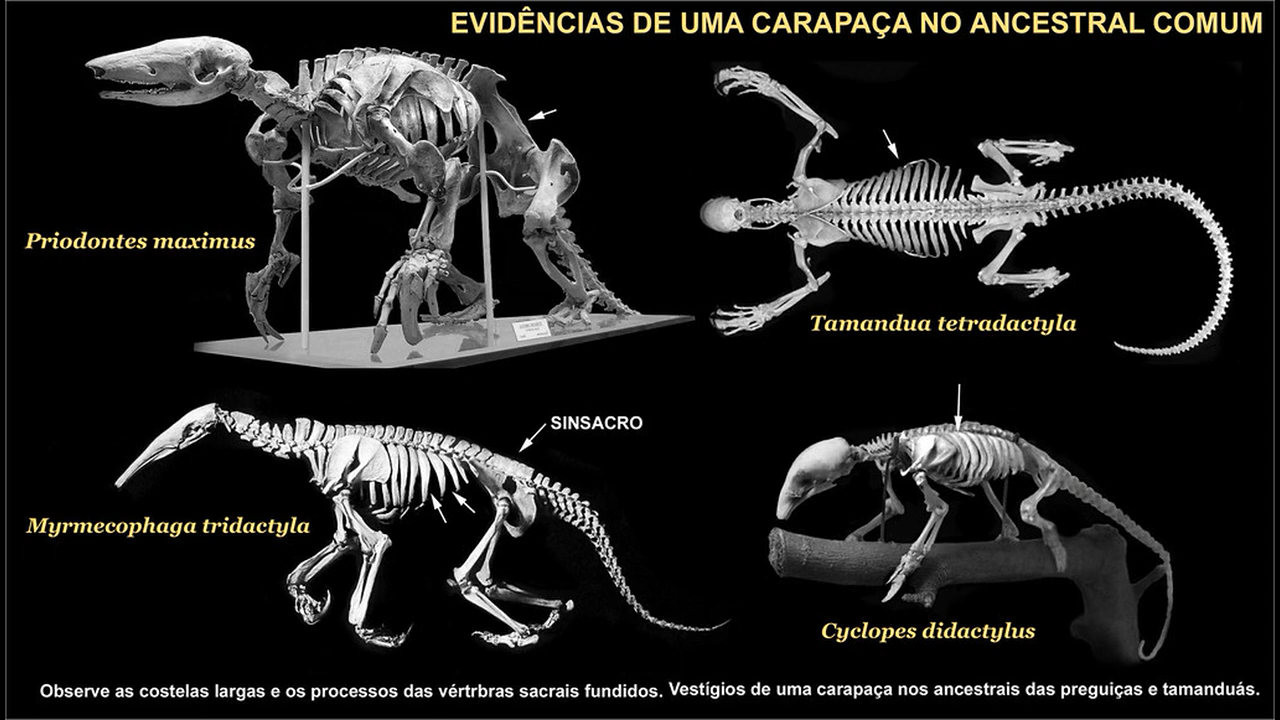 EVIDÊNCIAS DE UMA CARAPAÇA NO ANCESTRAL COMUM
Priodontes maximus
Tamandua tetradactyla
SINSACRO
Myrmecophaga tridactyla
Cyclopes didactylus
Observe as costelas largas e os processos das vértrbras sacrais fundidos. Vestígios de uma carapaça nos ancestrais das preguiças e tamanduás.